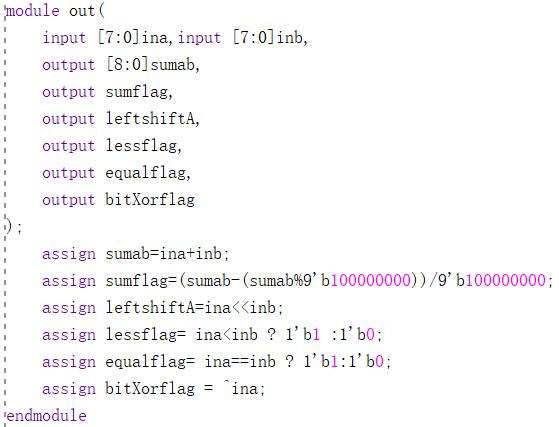 module out(
    input [7:0]ina,input [7:0]inb,
    output [8:0]sumab,
    output sumflag,
    output leftshiftA,
    output lessflag,
    output equalflag,
    output bitXorflag
);
    assign sumab=ina+inb;
    assign sumflag=(sumab-(sumab%9'b100000000))/9'b100000000;
    assign leftshiftA=ina<<inb;
    assign lessflag= ina<inb ? 1'b1 :1'b0;
    assign equalflag= ina==inb ? 1'b1:1'b0;
    assign bitXorflag = ^ina;
endmodule